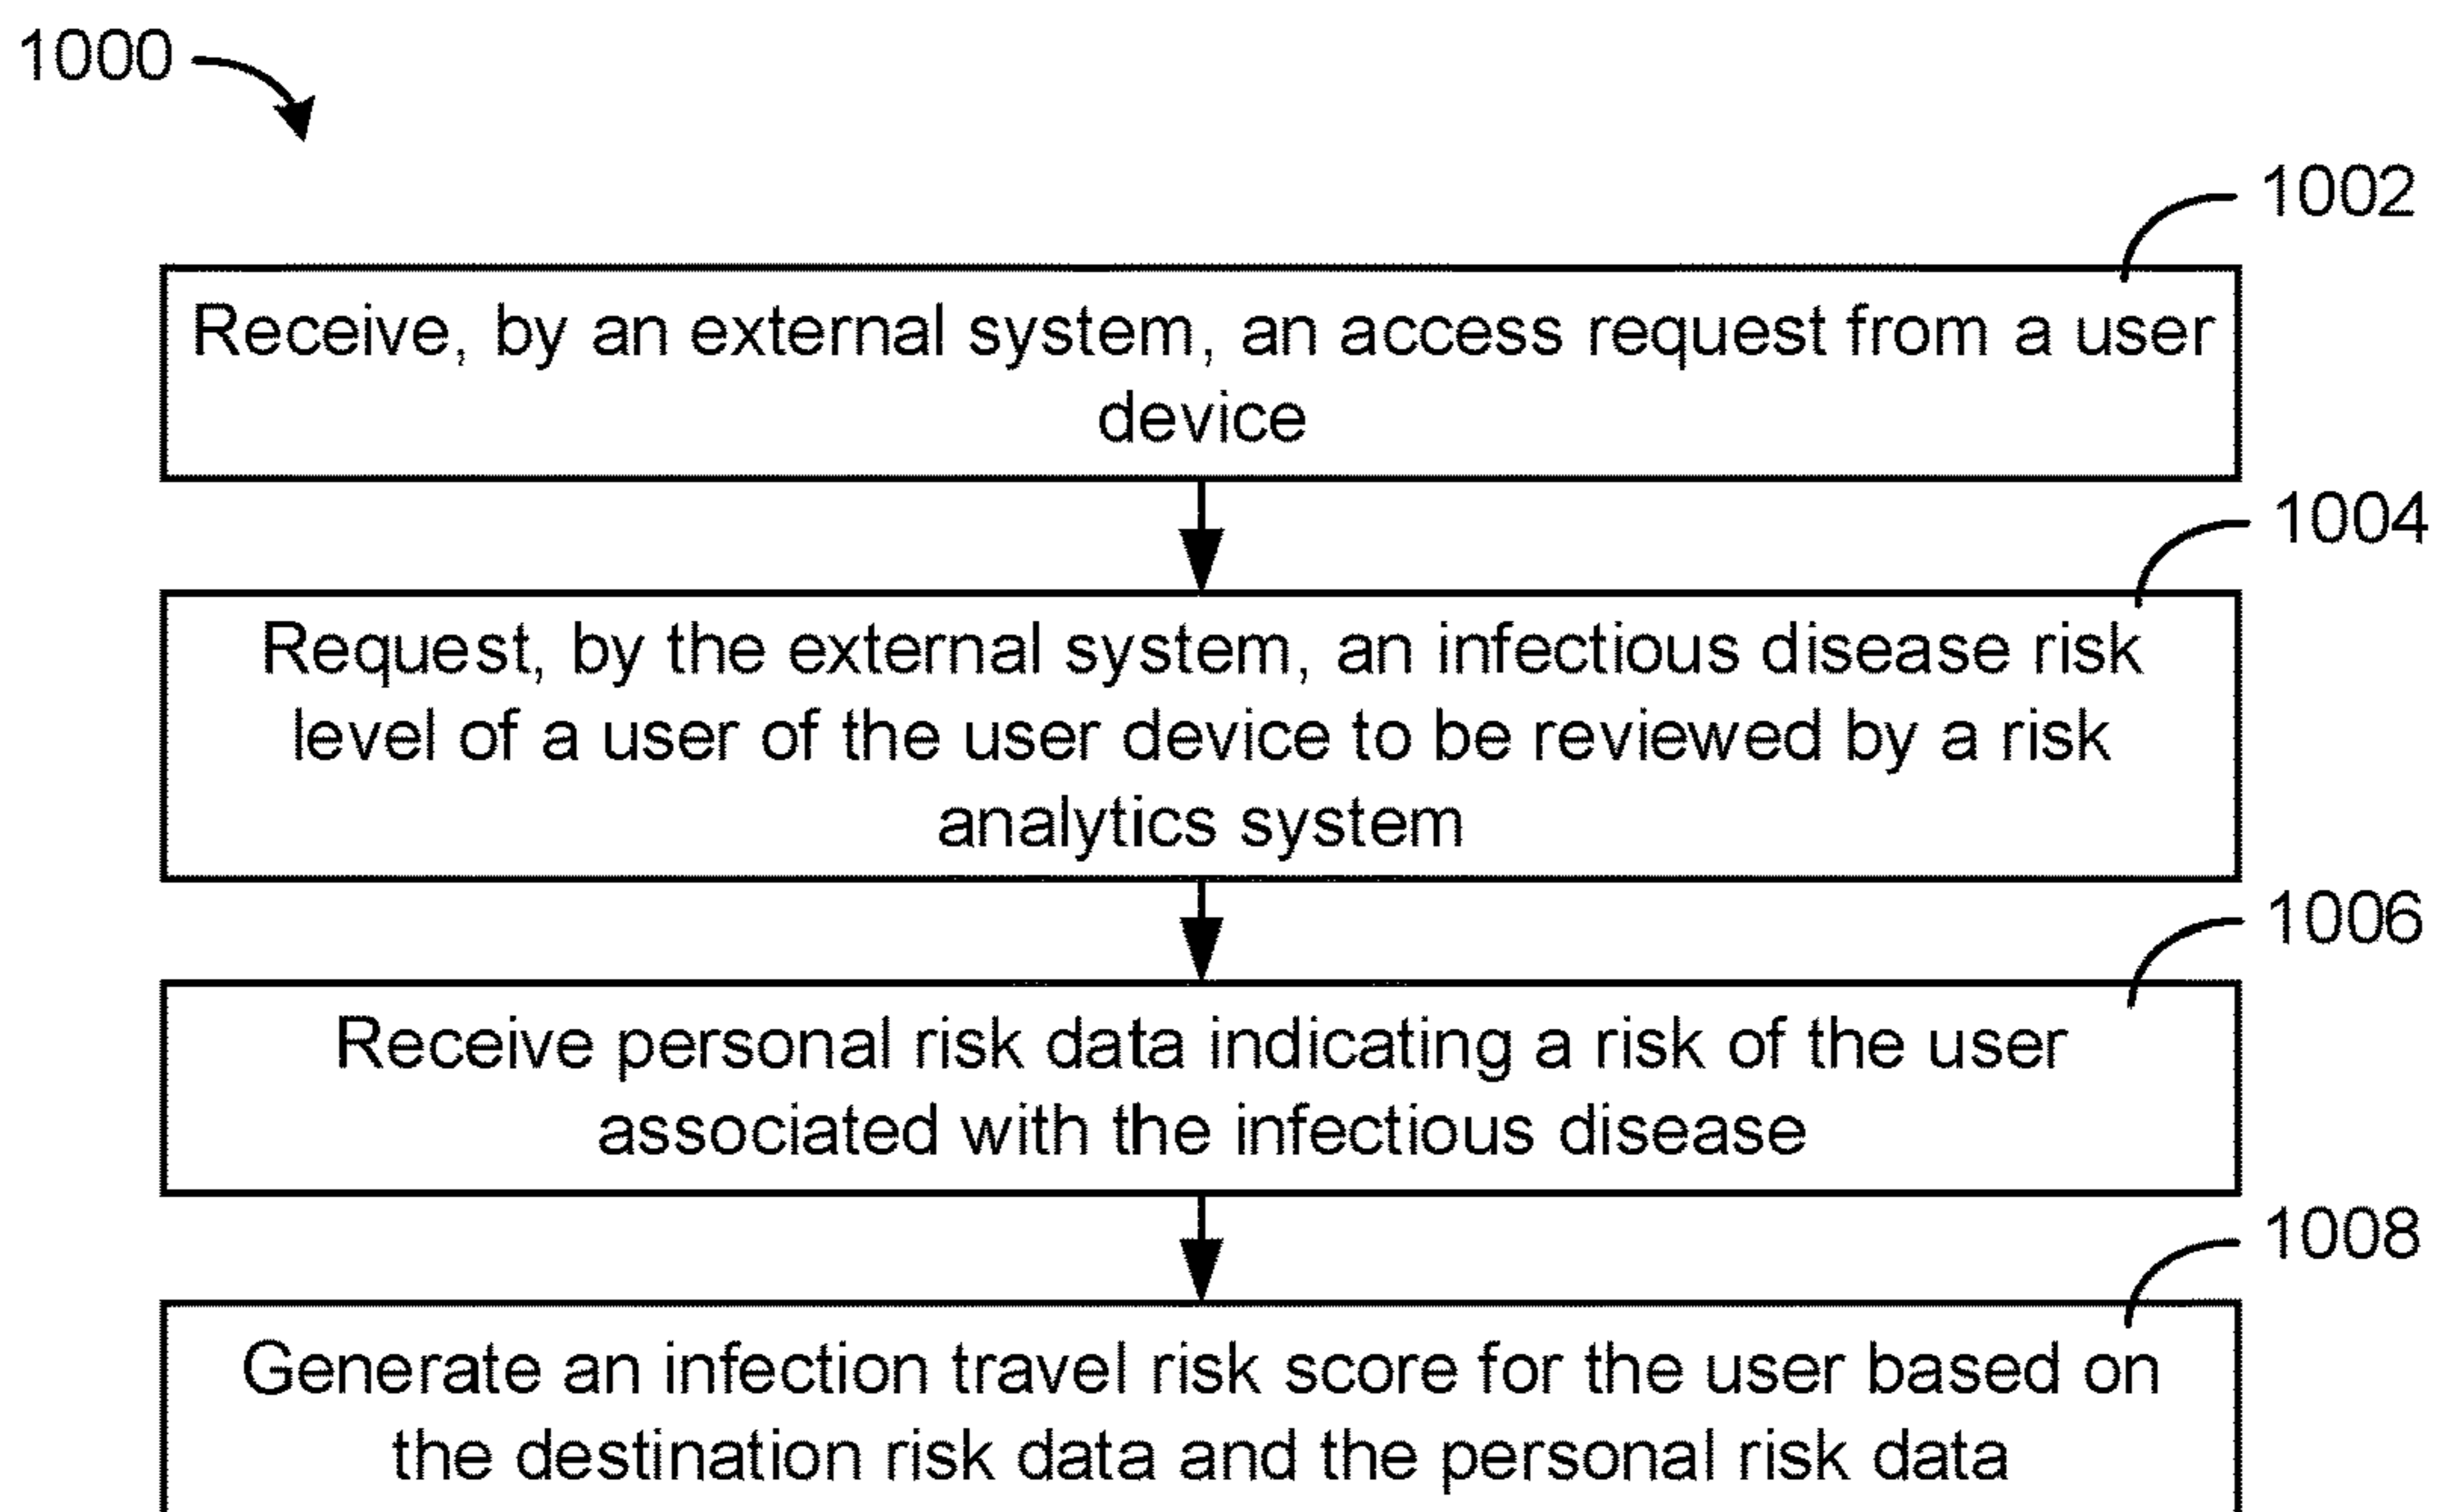 1000
1002
Receive, by an external system, an access request from a user
device
1004
Request, by the external system, an infectious disease risk
level of a user of the user device to be reviewed by a risk
analytics system
1006
Receive personal risk data indicating a risk of the user
associated with the infectious disease
1008
Generate an infection travel risk score for the user based on
the destination risk data and the personal risk data